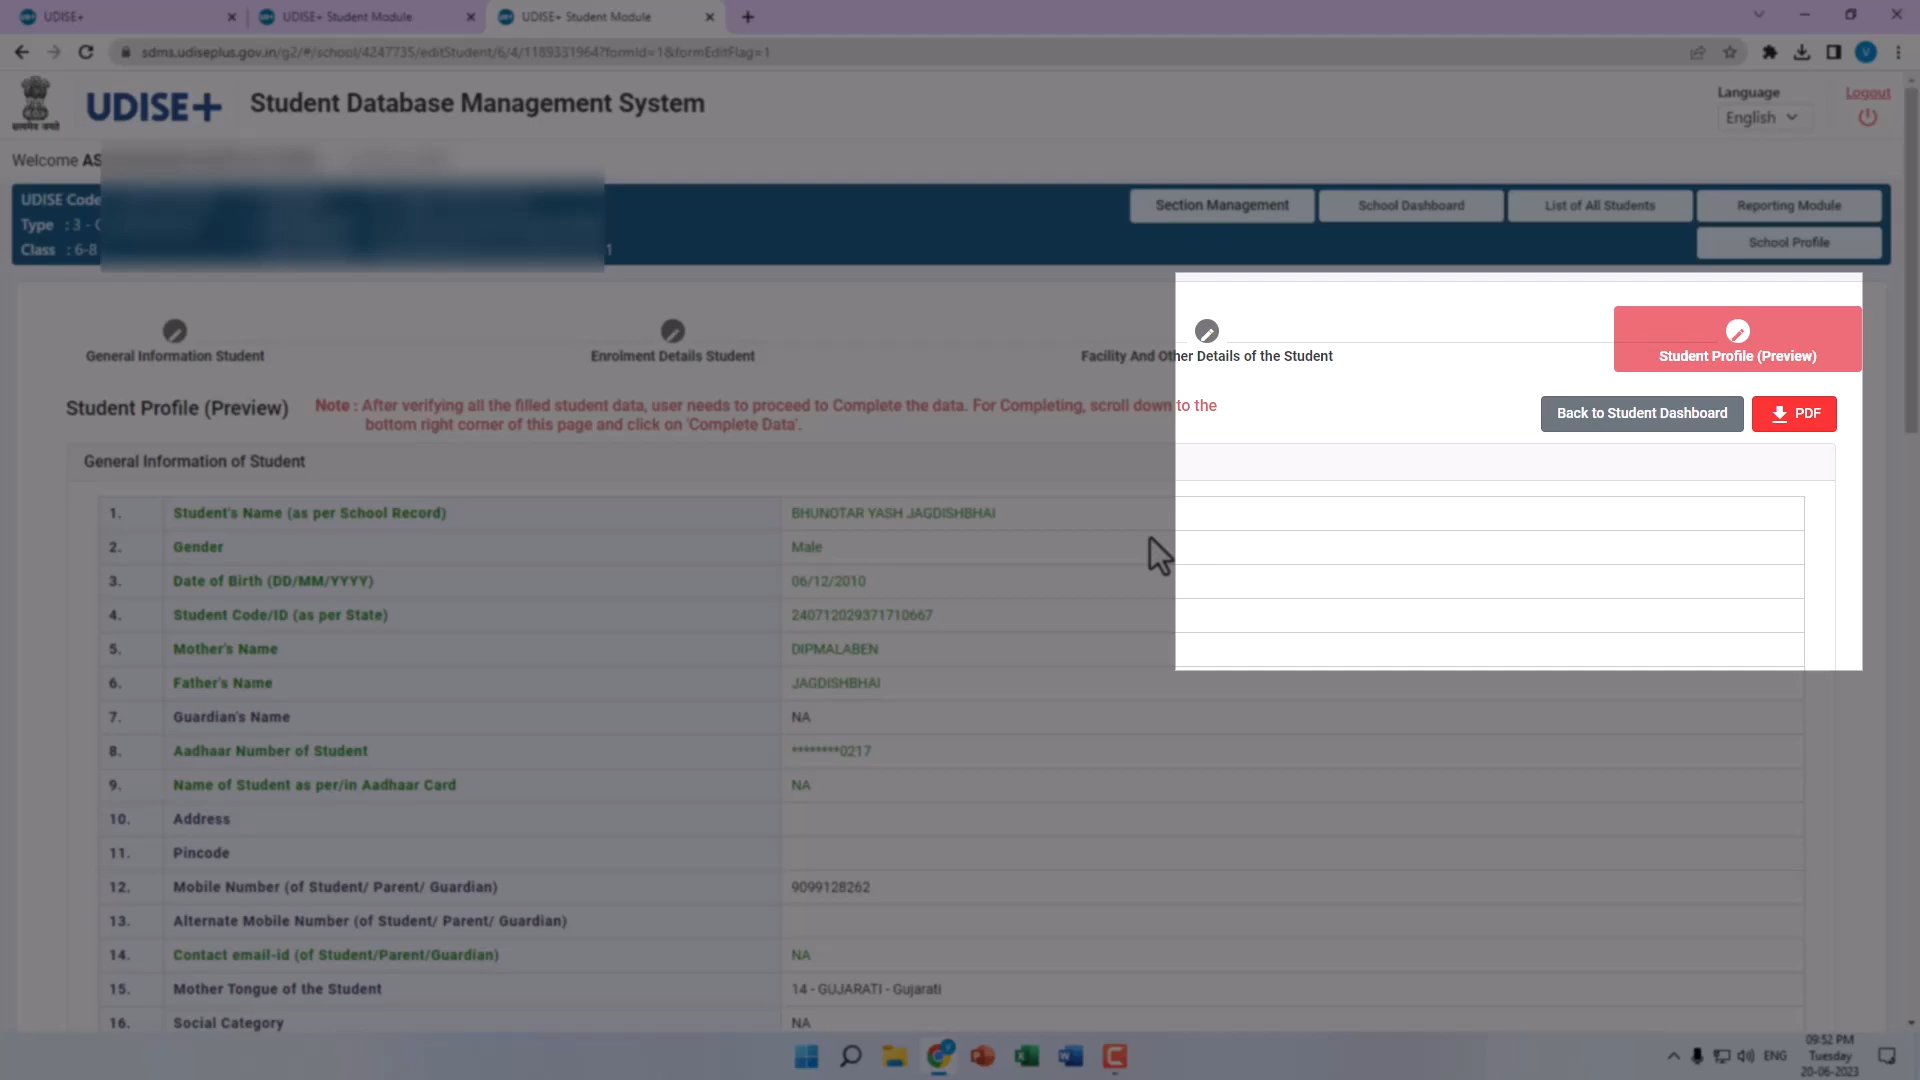 UDISE+
UDISE+ Student Module
UDISE+ Student Module
sdms.udiseplus.gov.in/g2/#/school/4247735/editStudent/6/4/1189331964?formId=1&formEditFlag=1
सत्यमेव जयते
UDISE+
Student Database Management System
Language
English
Logout
Welcome AS
UDISE Code
Type : 3 -
Class : 6-8
1
Section Management
School Dashboard
List of All Students
Reporting Module
School Profile
General Information Student
Enrolment Details Student
Facility And Other Details of the Student
Student Profile (Preview)
Student Profile (Preview)
Note : After verifying all the filled student data, user needs to proceed to Complete the data. For Completing, scroll down to the
bottom right corner of this page and click on 'Complete Data'.
Back to Student Dashboard
PDF
General Information of Student
1. Student's Name (as per School Record) BHUNOTAR YASH JAGDISHBHAI
2. Gender Male
3. Date of Birth (DD/MM/YYYY) 06/12/2010
4. Student Code/ID (as per State) 240712029371710667
5. Mother's Name DIPMALABEN
6. Father's Name JAGDISHBHAI
7. Guardian's Name NA
8. Aadhaar Number of Student ********0217
9. Name of Student as per/in Aadhaar Card NA
10. Address
11. Pincode
12. Mobile Number (of Student/ Parent/ Guardian) 9099128262
13. Alternate Mobile Number (of Student/ Parent/ Guardian)
14. Contact email-id (of Student/Parent/Guardian) NA
15. Mother Tongue of the Student 14 - GUJARATI - Gujarati
16. Social Category NA
ENG
09:52 PM
Tuesday
20-06-2023